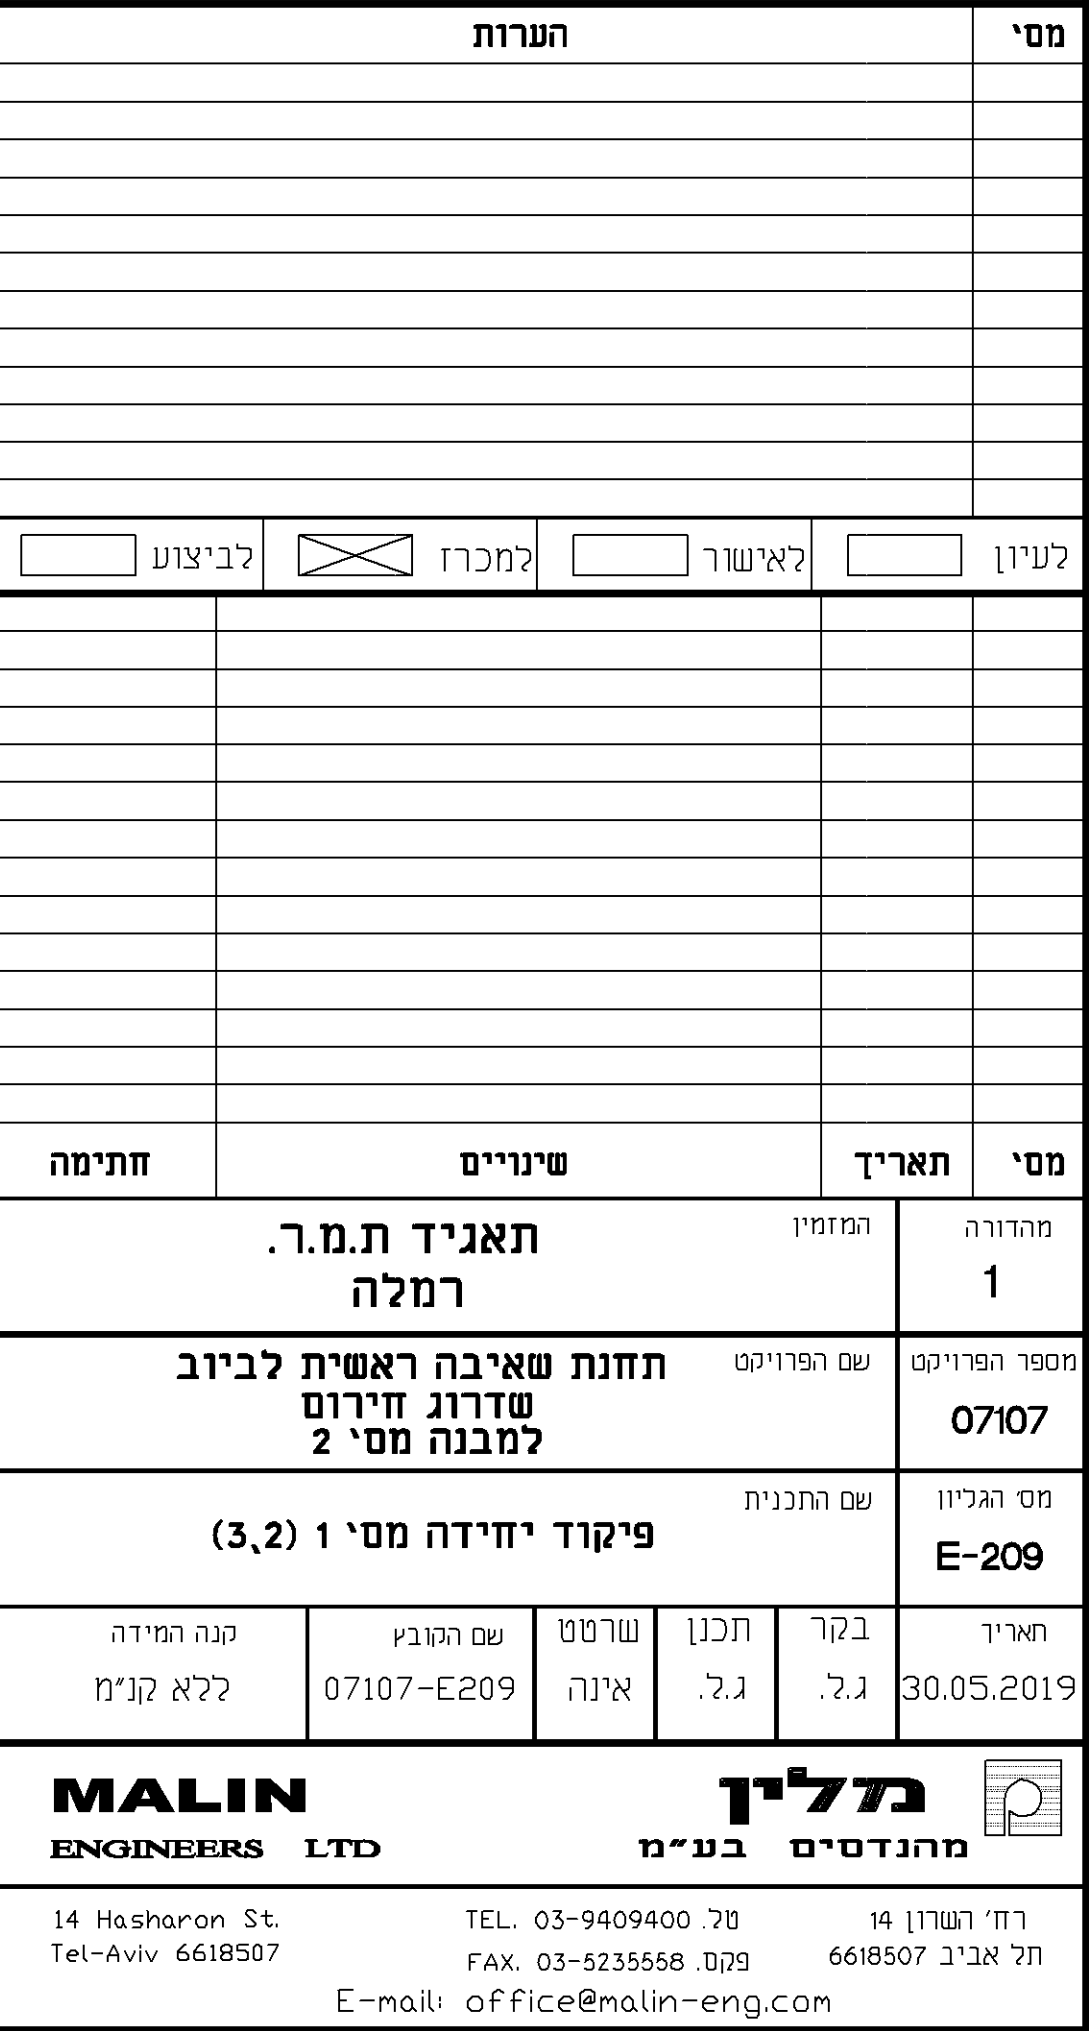 מס' הערות
לעיון לאישור למכרז לביצוע
מס' תאריך שינויים חתימה
מהדורה
1
המזמין
תאגיד ת.מ.ר.
רמלה
מספר הפרויקט
07107
שם הפרויקט
תחנת שאיבה ראשית לביוב
שדרוג חירום
למבנה מס' 2
מס' הגליון
E-209
שם התכנית
פיקוד יחידה מס' 1 (2,3)
תאריך
30.05.2019
בקר
ג.ל.
תכנן
ג.ל.
שרטט
אינה
שם הקובץ
07107-E209
קנה המידה
ללא קנ"מ
מלין
מהנדסים בע"מ
MALIN
ENGINEERS LTD
רח' השרון 14
תל אביב 6618507
TEL. 03-9409400 טל.
FAX. 03-5235558 פקס.
14 Hasharon St.
Tel-Aviv 6618507
E-mail: office@malin-eng.com